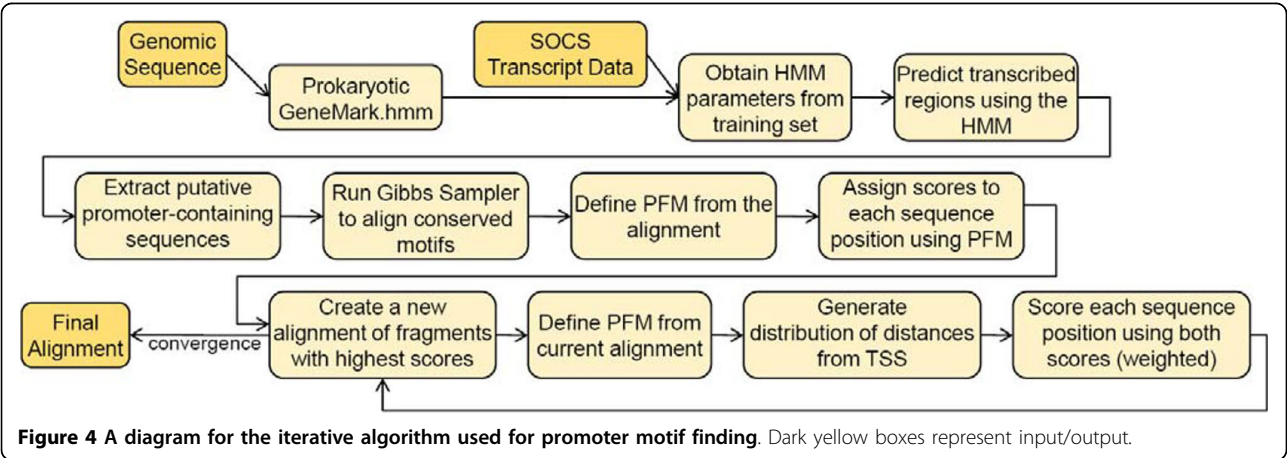 Genomic
Sequence
SOCS
Transcript Data
Prokaryotic
GeneMark.hmm
Obtain HMM
parameters from
training set
Predict transcribed
regions using the
HMM
Extract putative
promoter-containing
sequences
Run Gibbs Sampler
to align conserved
motifs
Define PFM from the
alignment
Assign scores to
each sequence
position using PFM
Final
Alignment
convergence
Create a new
alignment of fragments
with highest scores
Define PFM from
current alignment
Generate
distribution of distances
from TSS
Score each sequence
position using both
scores (weighted)
Figure 4 A diagram for the iterative algorithm used for promoter motif finding. Dark yellow boxes represent input/output.